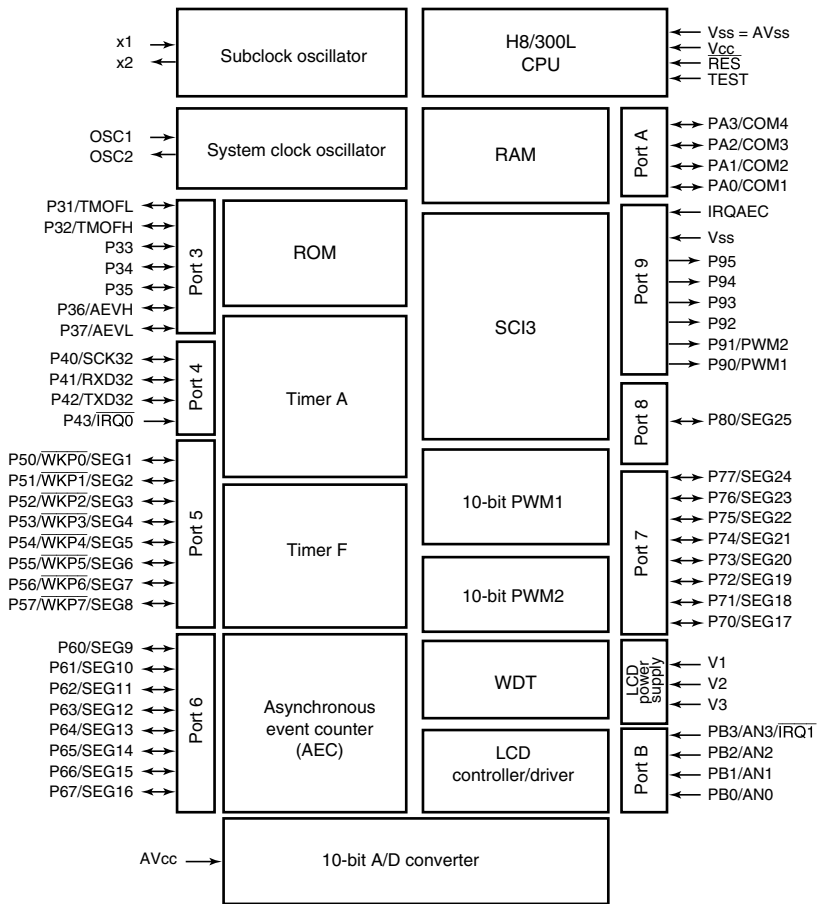 x1
x2
Subclock oscillator
H8/300L
CPU
Vss = AVss
Vcc
RES
TEST
OSC1
OSC2
System clock oscillator
RAM
Port A
PA3/COM4
PA2/COM3
PA1/COM2
PA0/COM1
P31/TMOFL
P32/TMOFH
P33
P34
P35
P36/AEVH
P37/AEVL
Port 3
ROM
SCI3
Port 9
IRQAEC
Vss
P95
P94
P93
P92
P91/PWM2
P90/PWM1
P40/SCK32
P41/RXD32
P42/TXD32
P43/IRQ0
Port 4
Timer A
Port 8
P80/SEG25
P50/WKP0/SEG1
P51/WKP1/SEG2
P52/WKP2/SEG3
P53/WKP3/SEG4
P54/WKP4/SEG5
P55/WKP5/SEG6
P56/WKP6/SEG7
P57/WKP7/SEG8
Port 5
Timer F
10-bit PWM1
10-bit PWM2
Port 7
P77/SEG24
P76/SEG23
P75/SEG22
P74/SEG21
P73/SEG20
P72/SEG19
P71/SEG18
P70/SEG17
P60/SEG9
P61/SEG10
P62/SEG11
P63/SEG12
P64/SEG13
P65/SEG14
P66/SEG15
P67/SEG16
Port 6
Asynchronous
event counter
(AEC)
WDT
LCD
power
supply
V1
V2
V3
LCD
controller/driver
Port B
PB3/AN3/IRQ1
PB2/AN2
PB1/AN1
PB0/AN0
AVcc
10-bit A/D converter